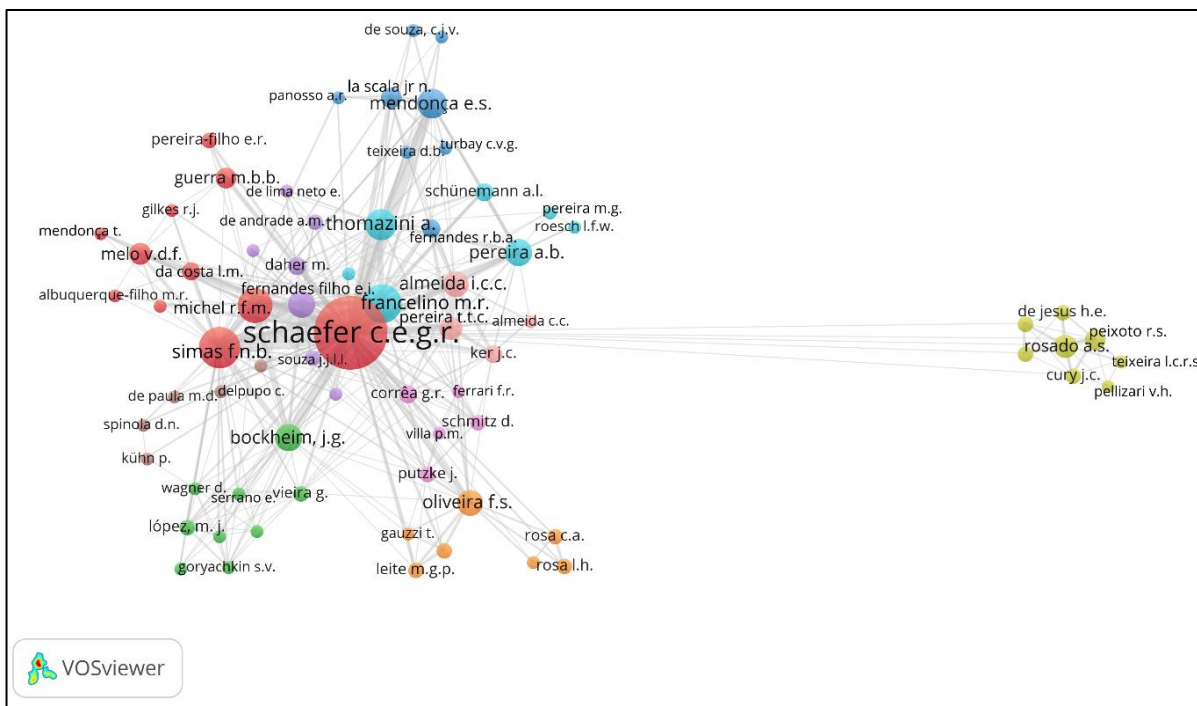 de souza, c.j.v.
la scala jr n.
panosso a.r.
mendonça e.s.
pereira-filho e.r.
teixeira d.b.
turbay c.v.g.
guerra m.b.b.
de lima neto e.
schünemann a.l.
gilkes r.j.
de andrade a.m.
thomazini a.
pereira m.g.
roesch l.f.w.
mendonça t.
fernandes r.b.a.
melo v.d.f.
pereira a.b.
da costa l.m.
daher m.
fernandes filho e.i.
almeida i.c.c.
albuquerque-filho m.r.
michel r.f.m.
francelino m.r.
pereira t.t.c.
almeida c.c.
schaefer c.e.g.r.
simas f.n.b.
souza j.j.l.l.
ker j.c.
de jesus h.e.
peixoto r.s.
rosado a.s.
teixeira l.c.r.s
cury j.c.
pellizari v.h.
de paula m.d.
delpupo c.
corrêa g.r.
ferrari f.r.
spinola d.n.
bockheim, j.g.
villa p.m.
schmitz d.
kühn p.
putzke j.
wagner d.
serrano e.
vieira g.
oliveira f.s.
lópez, m. j.
gauzzi t.
rosa c.a.
goryachkin s.v.
leite m.g.p.
rosa l.h.
VOSviewer